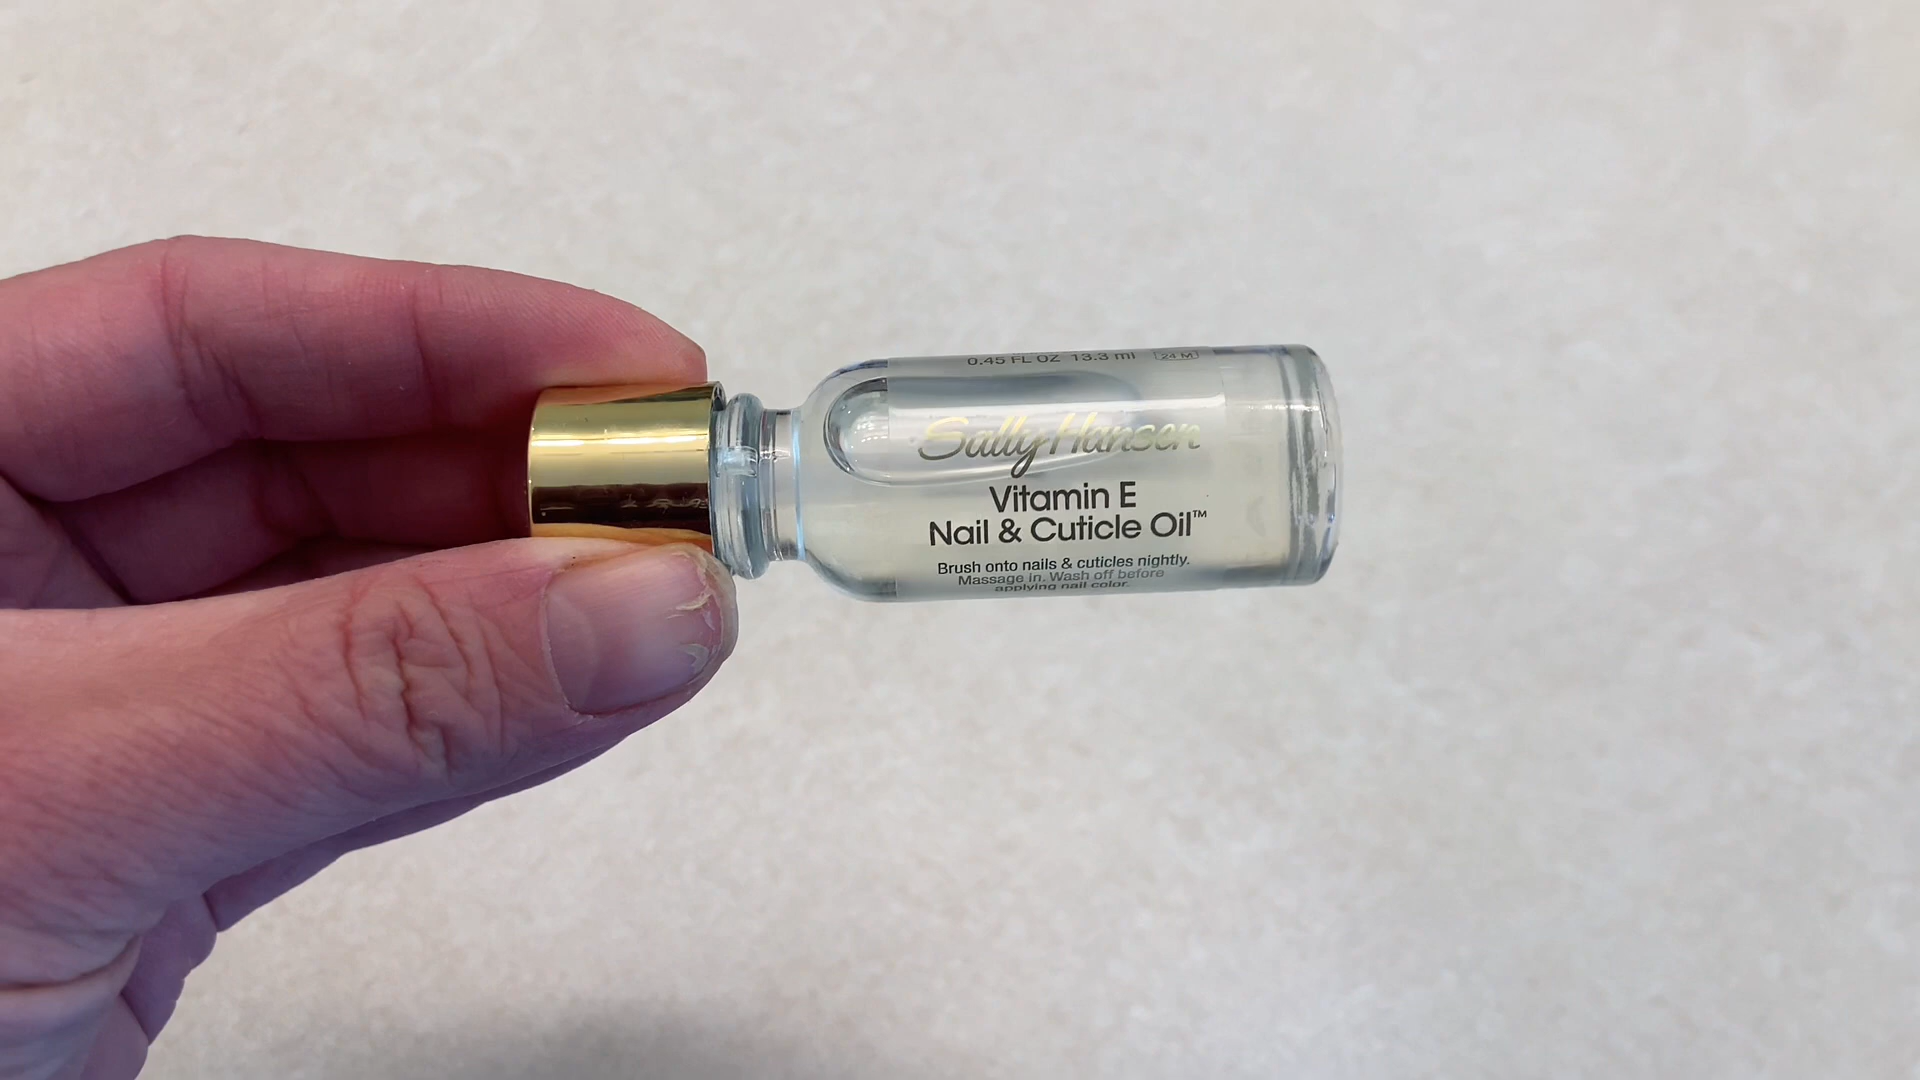 0.45 FL OZ 13.3 ml 24 M
Sally Hansen
Vitamin E
Nail & Cuticle Oil™
Brush onto nails & cuticles nightly.
Massage in. Wash off before
applying nail color.